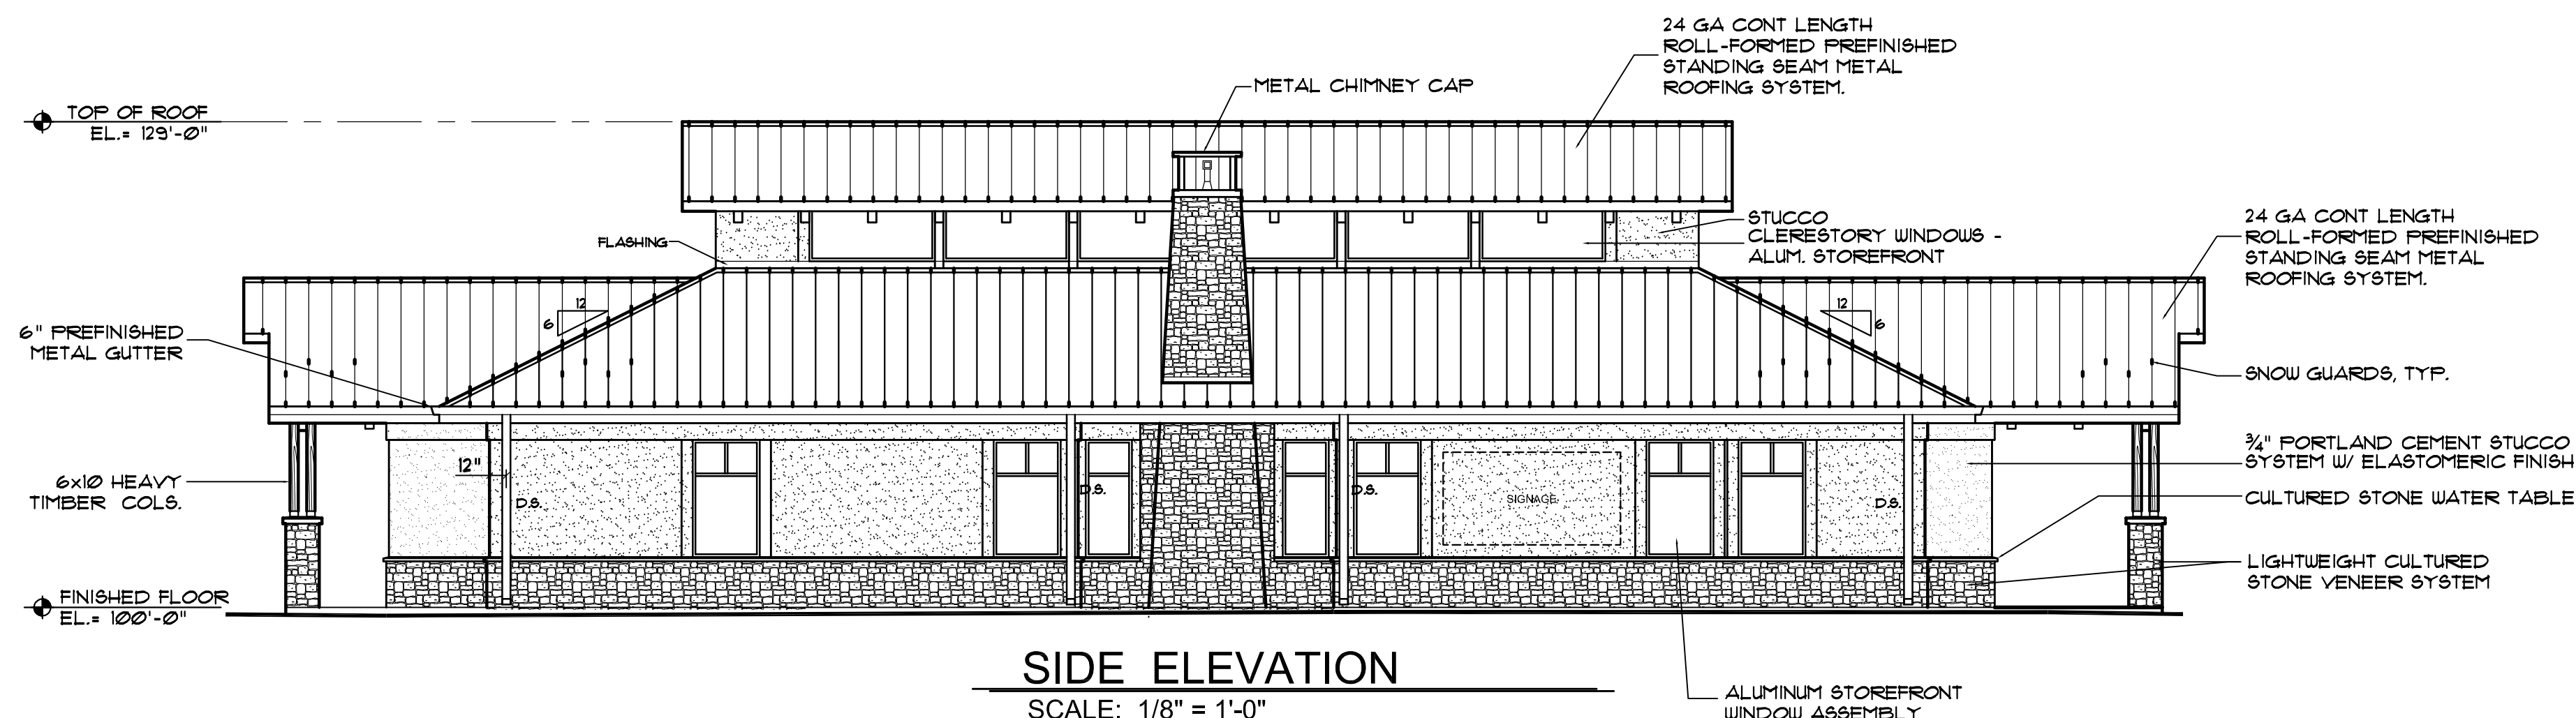 24 GA CONT LENGTH
ROLL-FORMED PREFINISHED
STANDING SEAM METAL
ROOFING SYSTEM.
METAL CHIMNEY CAP
TOP OF ROOF
EL.= 129'-0"
STUCCO
CLERESTORY WINDOWS -
ALUM. STOREFRONT
24 GA CONT LENGTH
ROLL-FORMED PREFINISHED
STANDING SEAM METAL
ROOFING SYSTEM.
FLASHING
12
6
12
6
6" PREFINISHED
METAL GUTTER
SNOW GUARDS, TYP.
3/4" PORTLAND CEMENT STUCCO
SYSTEM W/ ELASTOMERIC FINISH
12"
6x10 HEAVY
TIMBER COLS.
D.S.
D.S.
D.S.
SIGNAGE
D.S.
CULTURED STONE WATER TABLE
LIGHTWEIGHT CULTURED
STONE VENEER SYSTEM
FINISHED FLOOR
EL.= 100'-0"
SIDE ELEVATION
SCALE: 1/8" = 1'-0"
ALUMINUM STOREFRONT
WINDOW ASSEMBLY